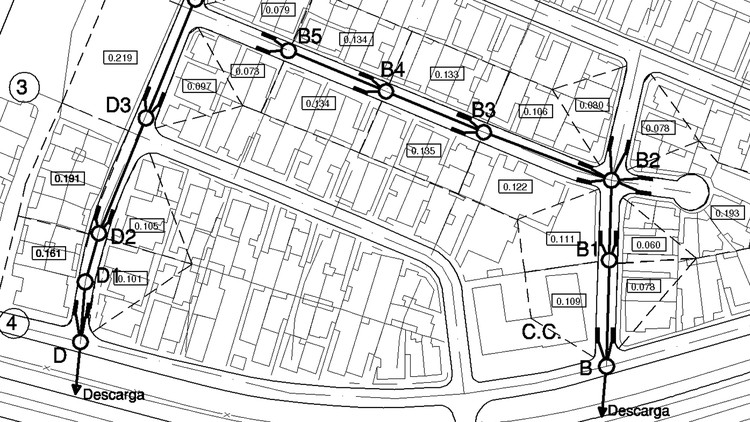 0.079
B5
0.134
0.219
0.073
B4
0.133
0.097
3
0.134
D3
B3
0.106
0.080
0.073
0.135
B2
0.191
0.122
0.193
0.105
D2
0.111
B1
0.060
0.161
D1
0.101
0.073
0.109
4
C.C.
D
B
Descarga
Descarga